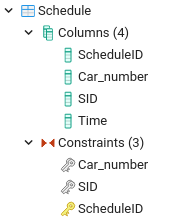 Schedule
Columns (4)
ScheduleID
Car_number
SID
Time
Constraints (3)
Car_number
SID
ScheduleID